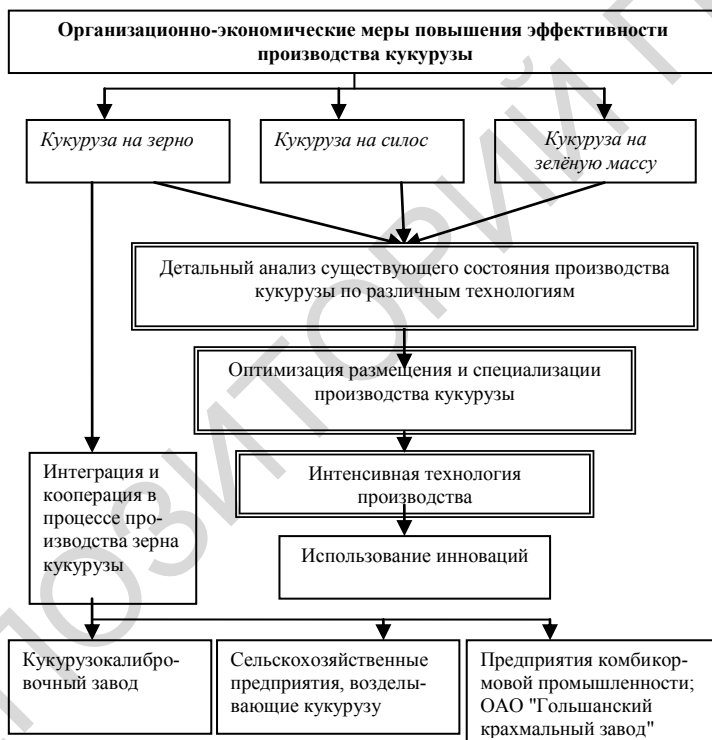 Организационно-экономические меры повышения эффективности
производства кукурузы
Кукуруза на зерно
Кукуруза на силос
Кукуруза на
зелёную массу
Детальный анализ существующего состояния производства
кукурузы по различным технологиям
Оптимизация размещения и специализации
производства кукурузы
Интеграция и
кооперация в
процессе про-
изводства зерна
кукурузы
Интенсивная технология
производства
Использование инноваций
Кукурузокалибро-
вочный завод
Сельскохозяйственные
предприятия, возделы-
вающие кукурузу
Предприятия комбикор-
мовой промышленности;
ОАО "Гольшанский
крахмальный завод"
ПОЗИТОРИЙ П